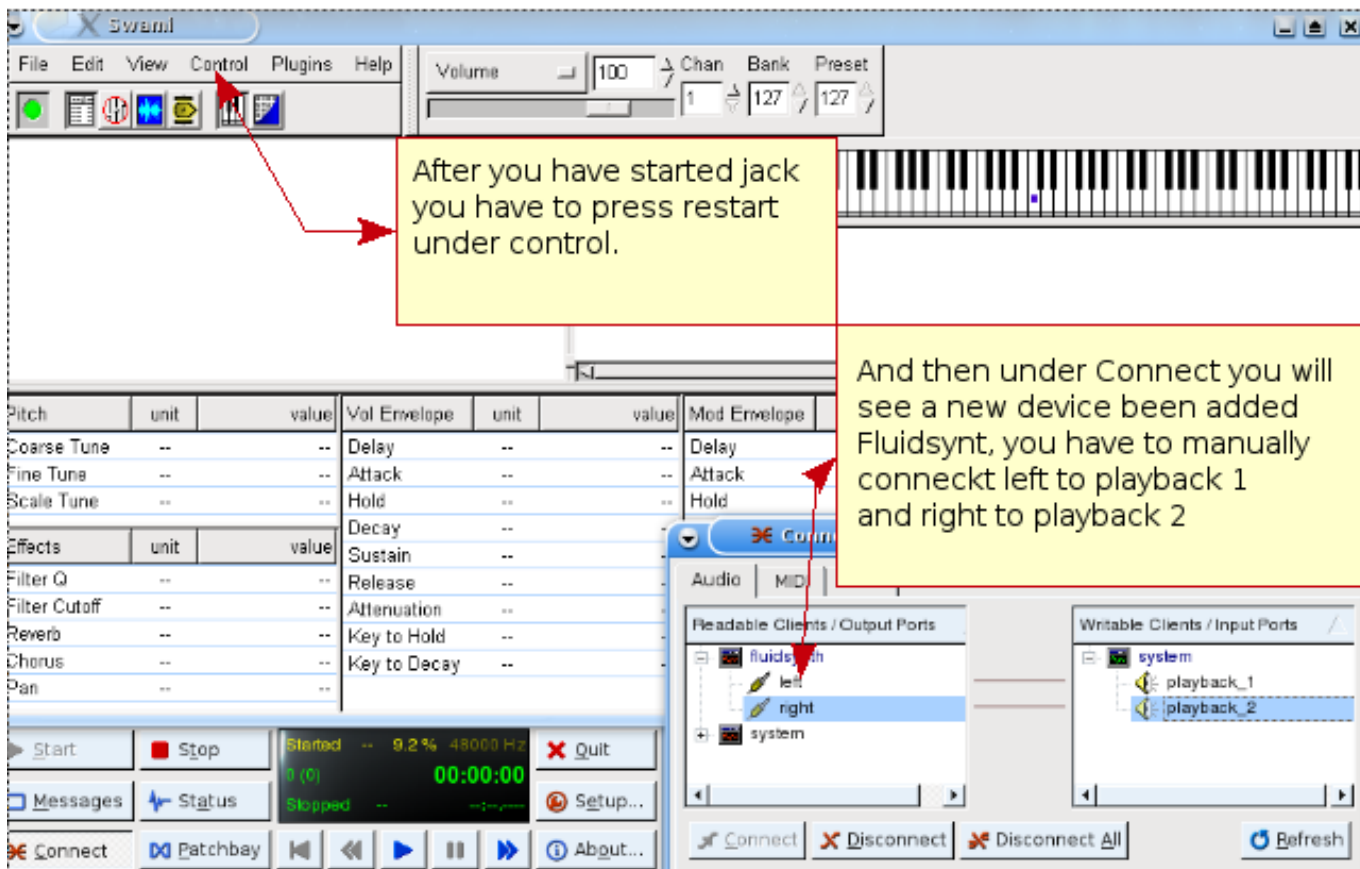 Swami
File Edit View Control Plugins Help
Volume 100 Chan Bank Preset
1 127 127
After you have started jack
you have to press restart
under control.
And then under Connect you will
see a new device been added
Fluidsynt, you have to manually
conneckt left to playback 1
and right to playback 2
Pitch unit value
Coarse Tune -- --
Fine Tune -- --
Scale Tune -- --
Effects unit value
Filter Q -- --
Filter Cutoff -- --
Reverb -- --
Chorus -- --
Pan -- --
Vol Envelope unit value
Delay -- --
Attack -- --
Hold -- --
Decay --
Sustain --
Release --
Attenuation --
Key to Hold --
Key to Decay --
Mod Envelope
Delay
Attack
Hold
Audio MIDI
Readable Clients / Output Ports
fluidsynth
left
right
system
Writable Clients / Input Ports
system
playback_1
playback_2
Connect Disconnect Disconnect All Refresh
Start Stop
Started -- 9.2 % 48000 Hz
0 (0) 00:00:00
Stopped -- --:--.----
Quit
Messages Status Setup...
Connect Patchbay About...